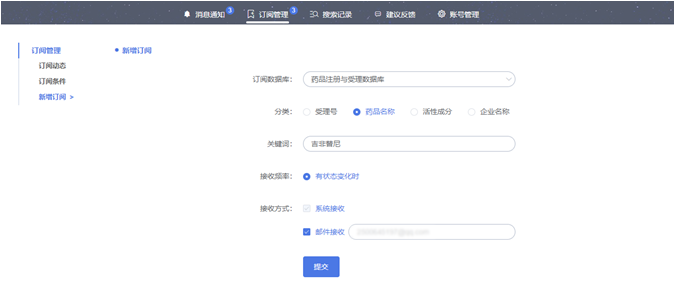 消息通知 3 订阅管理 3 搜索记录 建议反馈 账号管理
订阅管理 新增订阅
订阅动态
订阅条件
新增订阅 >
订阅数据库: 药品注册与受理数据库
分类: 受理号 药品名称 活性成分 企业名称
关键词: 吉非替尼
接收频率: 有状态变化时
接收方式: 系统接收
邮件接收
提交